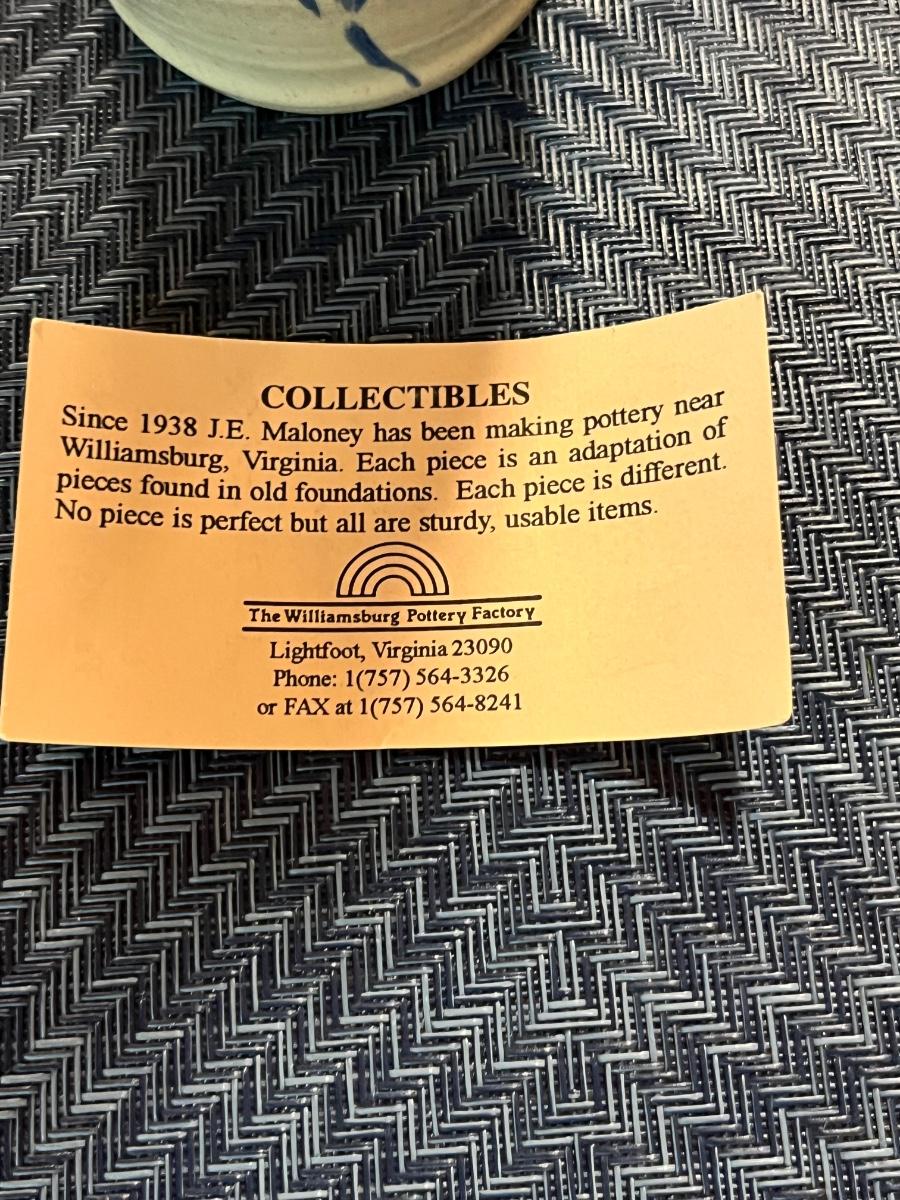 COLLECTIBLES
Since 1938 J.E. Maloney has been making pottery near
Williamsburg, Virginia. Each piece is an adaptation of
pieces found in old foundations. Each piece is different.
No piece is perfect but all are sturdy, usable items.
The Williamsburg Pottery Factory
Lightfoot, Virginia 23090
Phone: 1(757) 564-3326
or FAX at 1(757) 564-8241